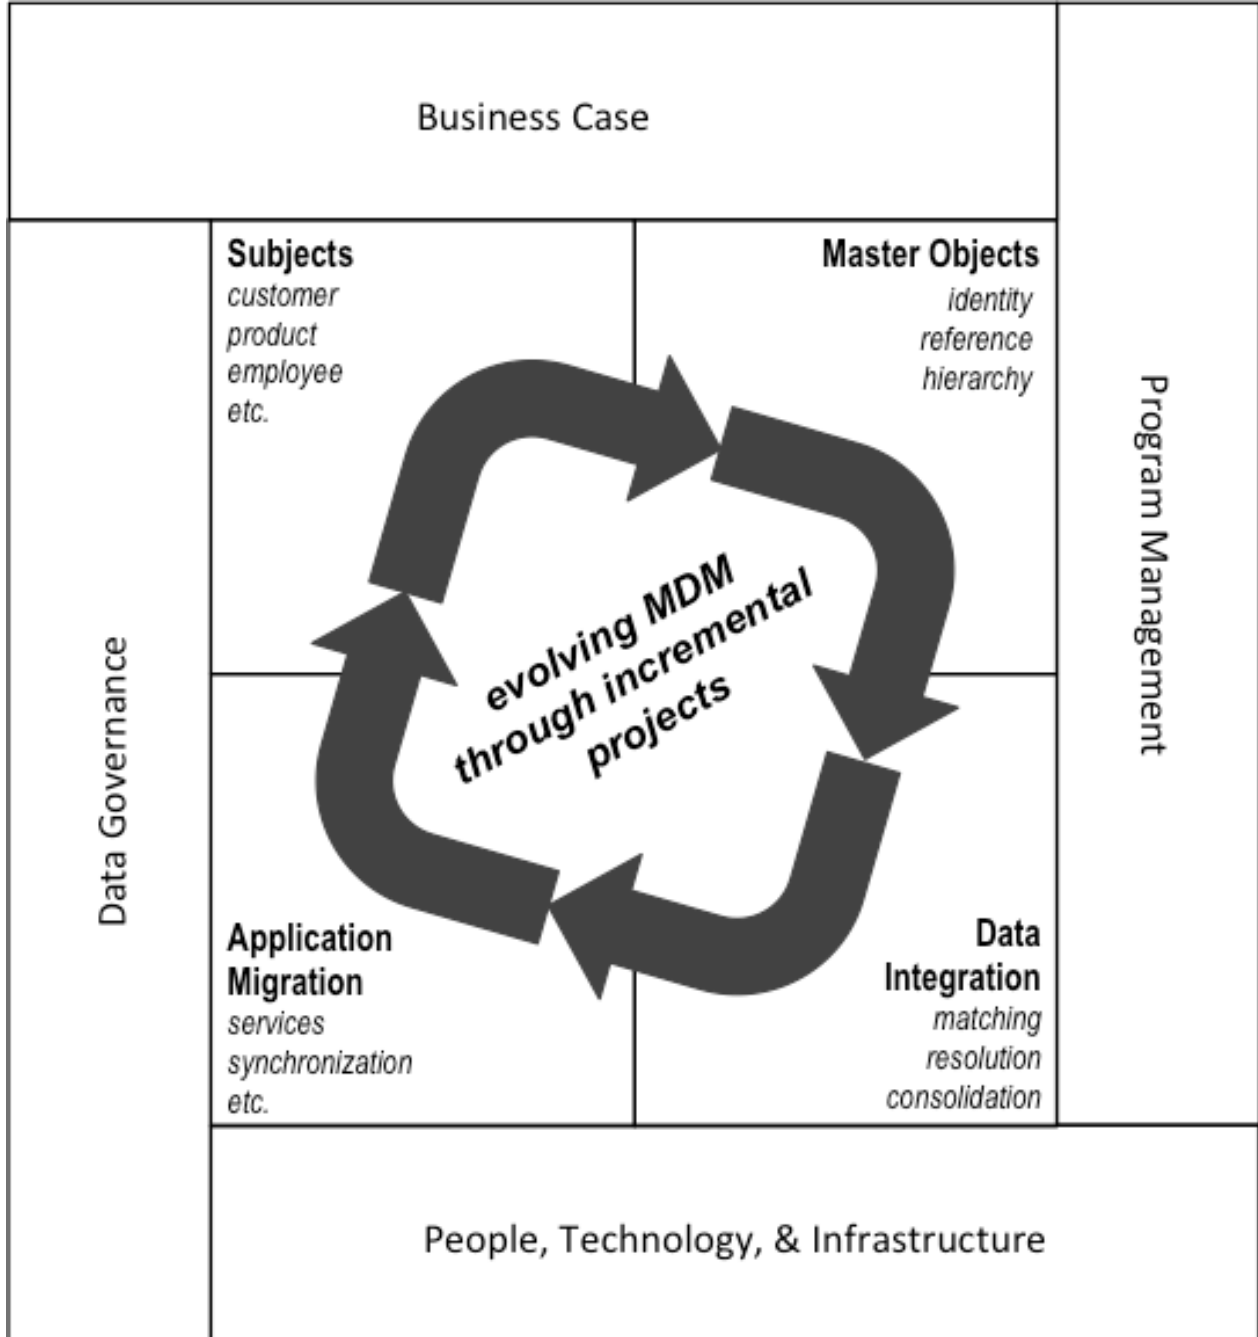 Business Case
Subjects
customer
product
employee
etc.
Master Objects
identity
reference
hierarchy
Program Management
Data Governance
evolving MDM
through incremental
projects
Application
Migration
services
synchronization
etc.
Data
Integration
matching
resolution
consolidation
People, Technology, & Infrastructure